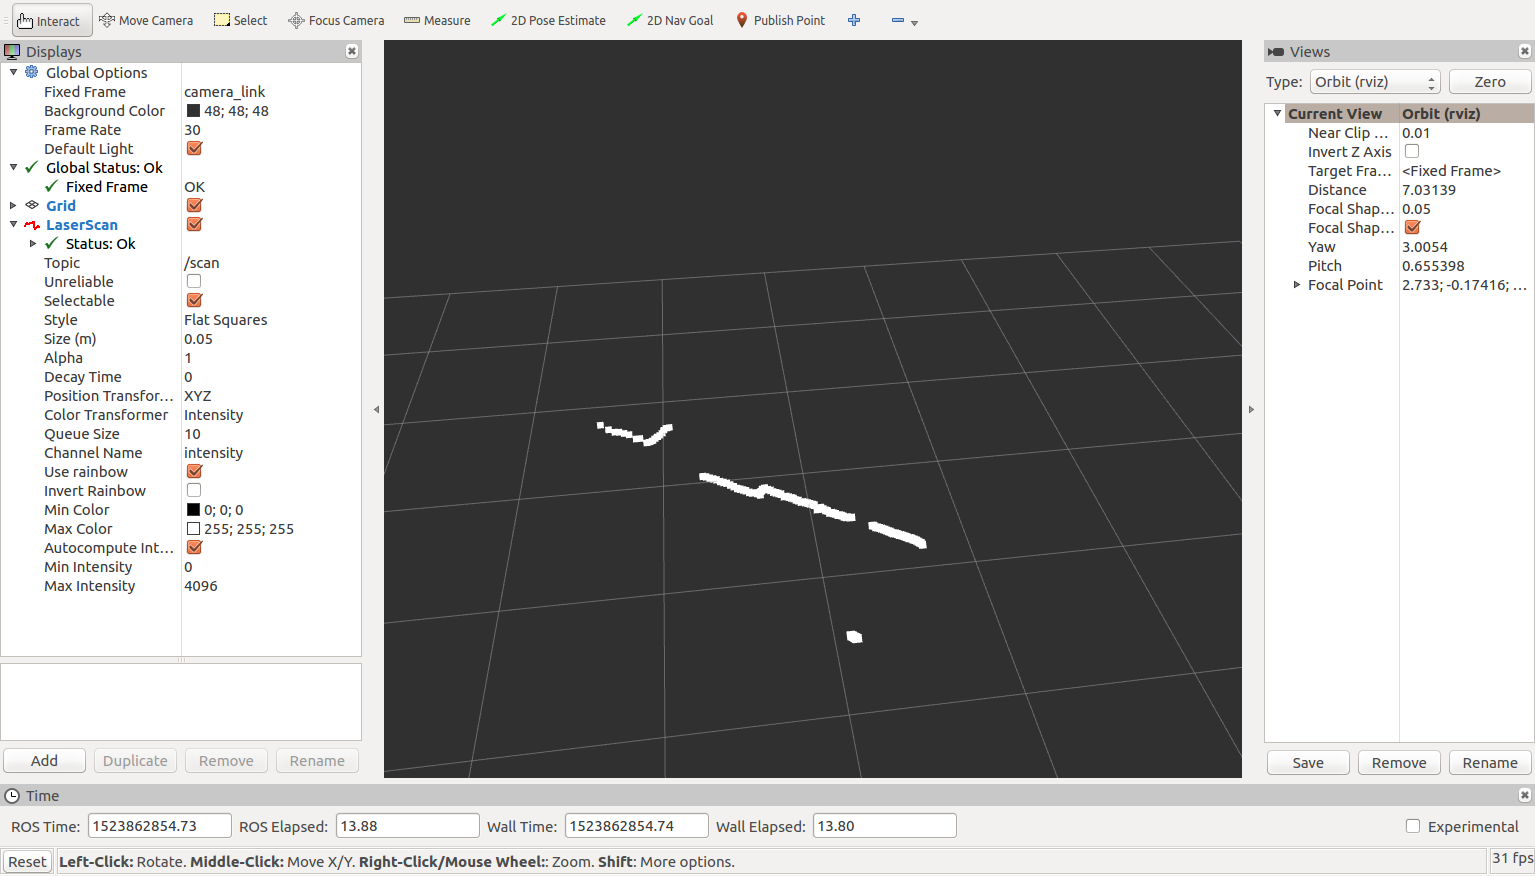 Interact Move Camera Select Focus Camera Measure 2D Pose Estimate 2D Nav Goal Publish Point
Displays
Global Options
Fixed Frame camera_link
Background Color 48; 48; 48
Frame Rate 30
Default Light
Global Status: Ok
Fixed Frame OK
Grid
LaserScan
Status: Ok
Topic /scan
Unreliable
Selectable
Style Flat Squares
Size (m) 0.05
Alpha 1
Decay Time 0
Position Transfor... XYZ
Color Transformer Intensity
Queue Size 10
Channel Name intensity
Use rainbow
Invert Rainbow
Min Color 0; 0; 0
Max Color 255; 255; 255
Autocompute Int...
Min Intensity 0
Max Intensity 4096
Add Duplicate Remove Rename
Views
Type: Orbit (rviz) Zero
Current View Orbit (rviz)
Near Clip ... 0.01
Invert Z Axis
Target Fra... <Fixed Frame>
Distance 7.03139
Focal Shap... 0.05
Focal Shap...
Yaw 3.0054
Pitch 0.655398
Focal Point 2.733; -0.17416; ...
Save Remove Rename
Time
ROS Time: 1523862854.73 ROS Elapsed: 13.88 Wall Time: 1523862854.74 Wall Elapsed: 13.80 Experimental
Reset Left-Click: Rotate. Middle-Click: Move X/Y. Right-Click/Mouse Wheel:: Zoom. Shift: More options. 31 fps